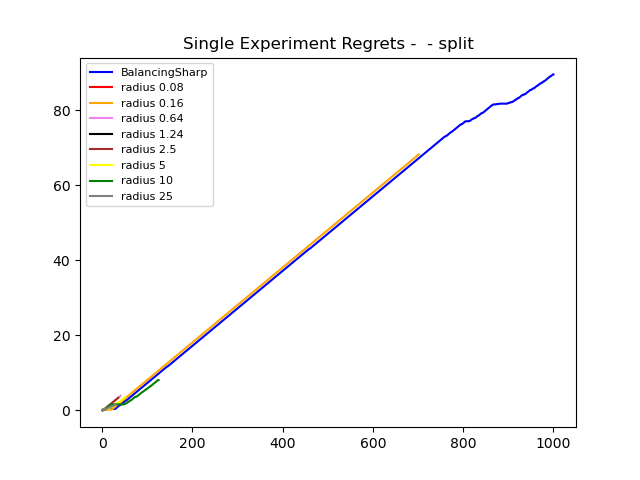 Single Experiment Regrets -  - split
BalancingSharp
radius 0.08
radius 0.16
radius 0.64
radius 1.24
radius 2.5
radius 5
radius 10
radius 25
80
60
40
20
0
0 200 400 600 800 1000